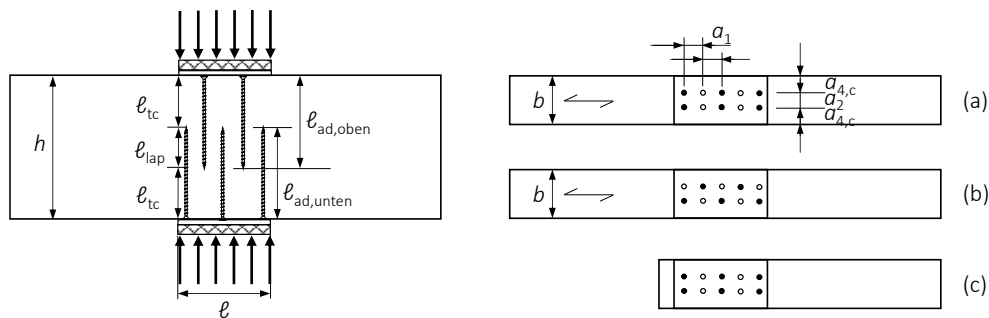 a₁
ℓtc
ℓad,oben
b
a4,c
a₂
a4,c
(a)
h
ℓlap
ℓtc
ℓad,unten
b
(b)
ℓ
(c)